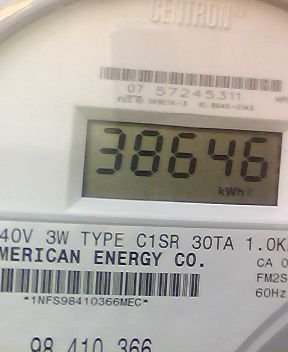 CENTRON®
07 57245311
38646
kWh
40V 3W TYPE C1SR 30TA 1.0K
MERICAN ENERGY CO.
CA 0
FM2S
60Hz
*1NFS98410366MEC*
98 410 366